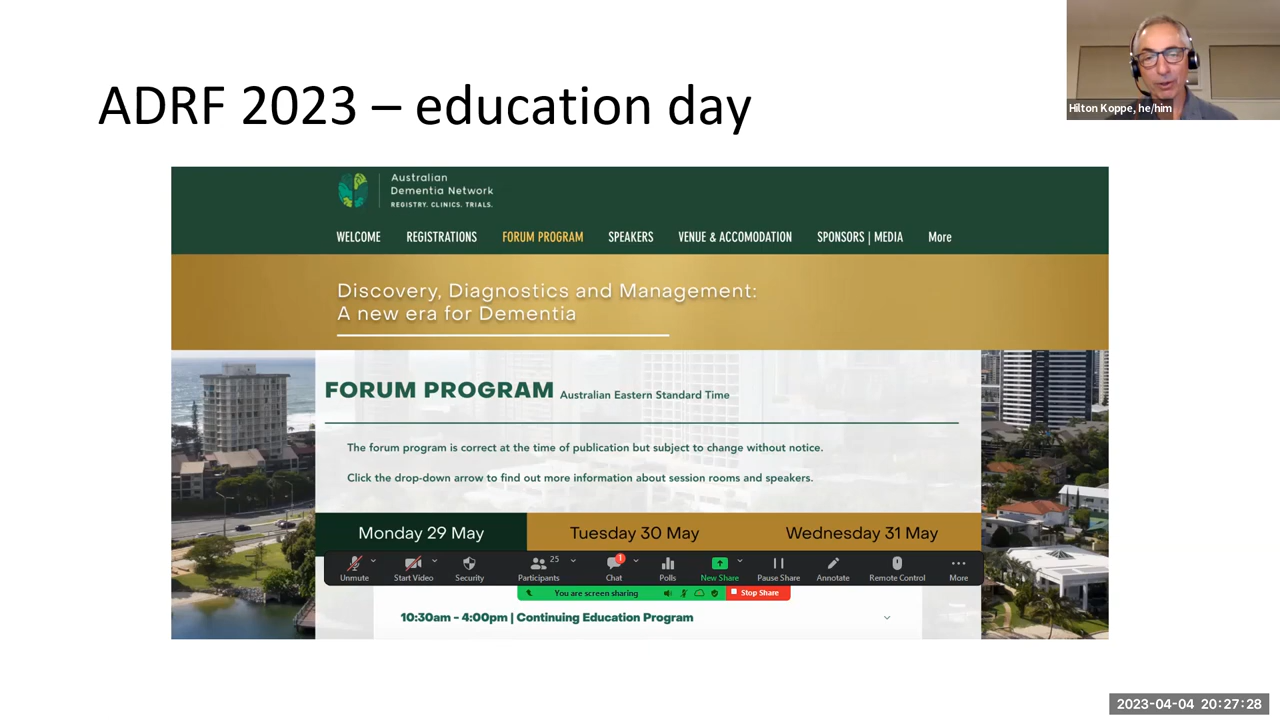 ADRF 2023 – education day
Hilton Koppe, he/him
Australian
Dementia Network
REGISTRY. CLINICS. TRIALS.
WELCOME REGISTRATIONS FORUM PROGRAM SPEAKERS VENUE & ACCOMODATION SPONSORS | MEDIA More
Discovery, Diagnostics and Management:
A new era for Dementia
FORUM PROGRAM Australian Eastern Standard Time
The forum program is correct at the time of publication but subject to change without notice.
Click the drop-down arrow to find out more information about session rooms and speakers.
Monday 29 May Tuesday 30 May Wednesday 31 May
25 1
Unmute Start Video Security Participants Chat Polls New Share Pause Share Annotate Remote Control More
You are screen sharing Stop Share
10:30am - 4:00pm | Continuing Education Program
2023-04-04 20:27:28